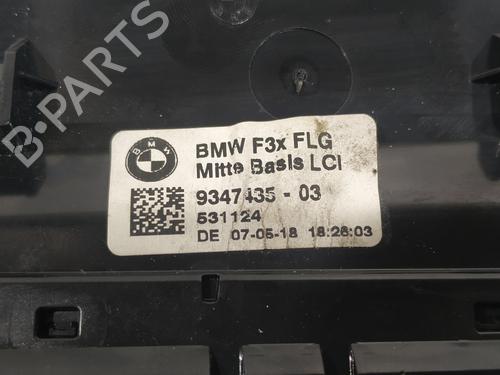 BMW
BMW F3x FLG
Mitte Basis LCI
9347435 - 03
531124
DE 07-05-18 18:28:03
B-PARTS